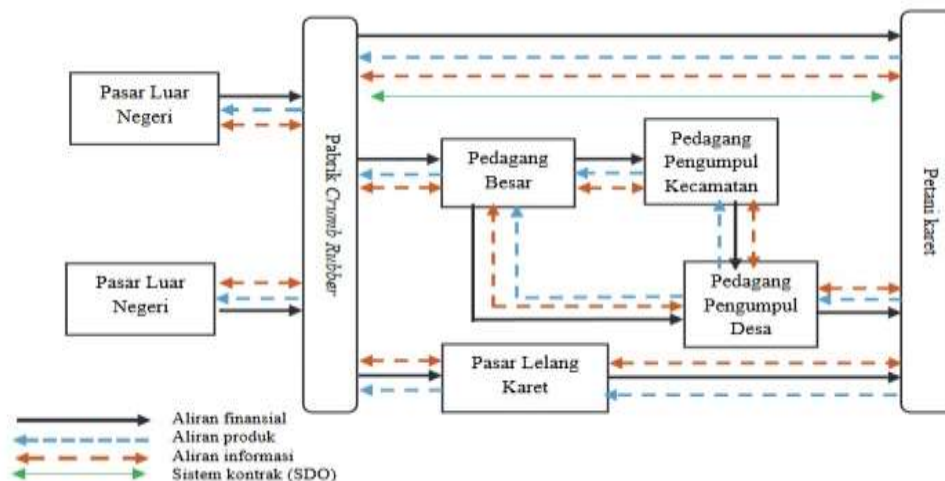 Pasar Luar
Negeri
Pasar Luar
Negeri
Pabrik Crumb Rubber
Pedagang
Besar
Pedagang
Pengumpul
Kecamatan
Pedagang
Pengumpul
Desa
Pasar Lelang
Karet
Petani karet
Aliran finansial
Aliran produk
Aliran informasi
Sistem kontrak (SDO)